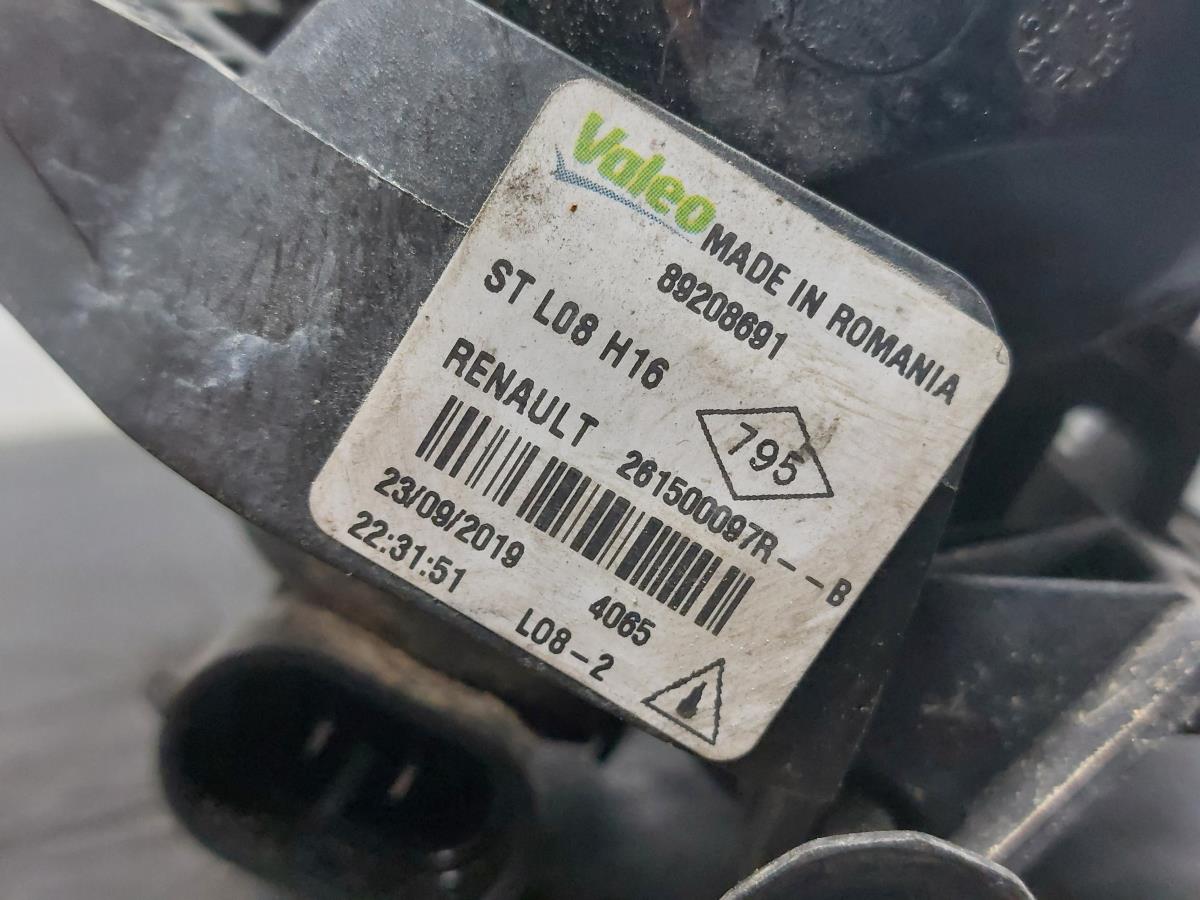 Valeo
MADE IN ROMANIA
89208691
ST L08 H16
795
RENAULT
261500097R--B
23/09/2019
4065
22:31:51
L08-2